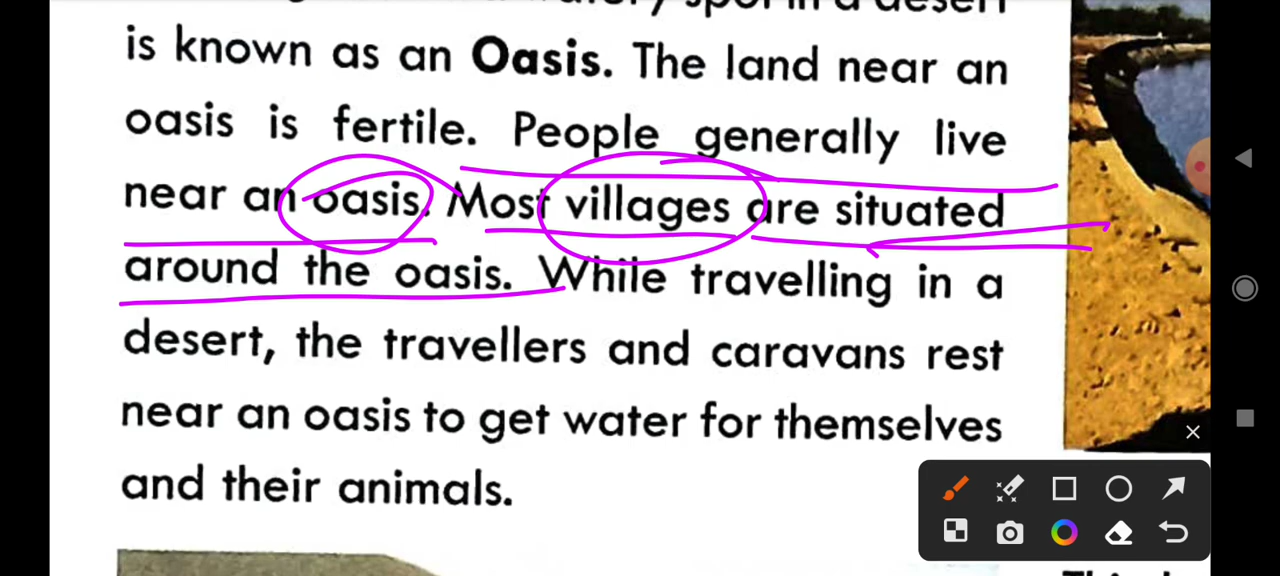 is known as an Oasis. The land near an
oasis is fertile. People generally live
near an oasis. Most villages are situated
around the oasis. While travelling in a
desert, the travellers and caravans rest
near an oasis to get water for themselves
and their animals.